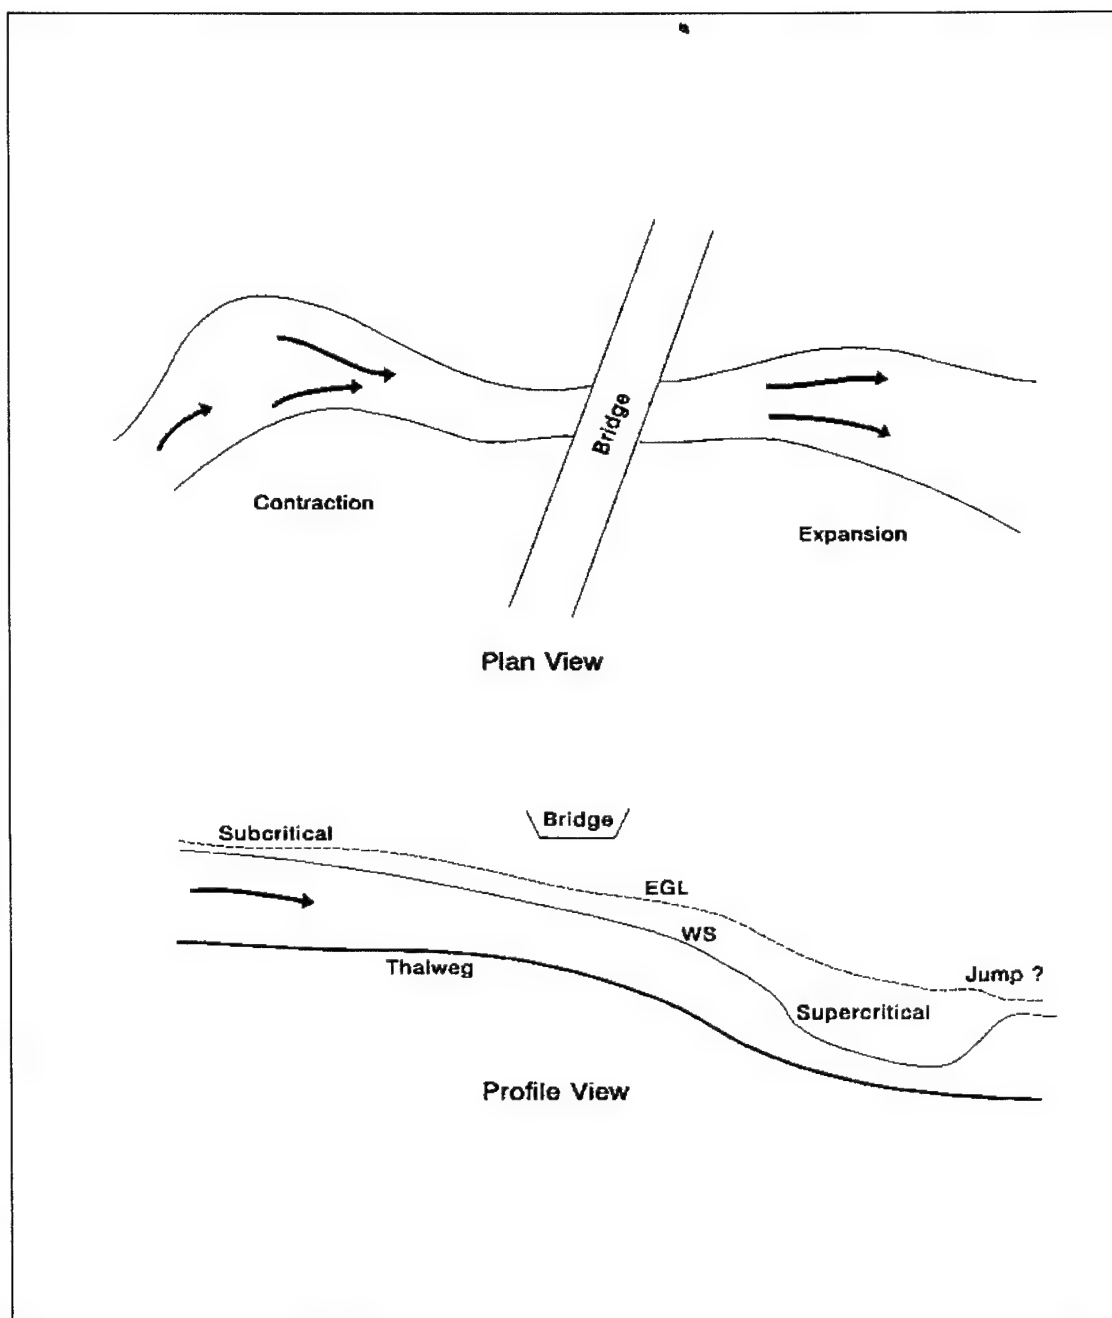 Bridge
Contraction
Expansion
Plan View
Bridge
Subcritical
EGL
WS
Thalweg
Jump ?
Supercritical
Profile View